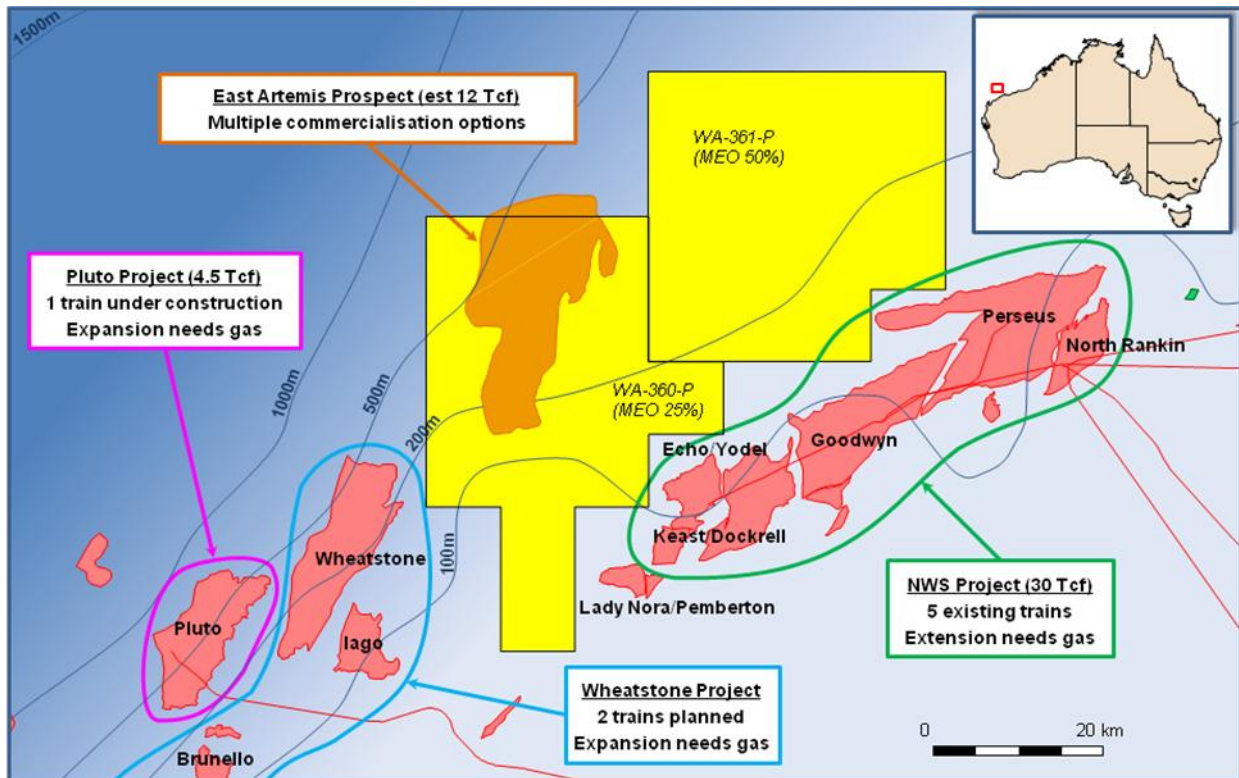 1500m
East Artemis Prospect (est 12 Tcf)
Multiple commercialisation options
WA-361-P
(MEO 50%)
Pluto Project (4.5 Tcf)
1 train under construction
Expansion needs gas
1000m
500m
200m
100m
WA-360-P
(MEO 25%)
Perseus
North Rankin
Goodwyn
Echo/Yodel
Keast/Dockrell
Lady Nora/Pemberton
Wheatstone
Iago
Pluto
Brunello
NWS Project (30 Tcf)
5 existing trains
Extension needs gas
Wheatstone Project
2 trains planned
Expansion needs gas
0
20 km